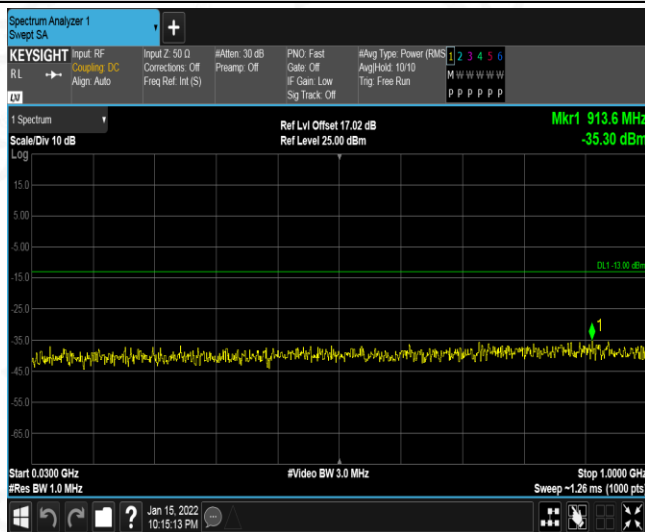 Spectrum Analyzer 1
Swept SA
+
KEYSIGHT
RL
LXI
Input: RF
Coupling: DC
Align: Auto
Input Z: 50 Ω
Corrections: Off
Freq Ref: Int (S)
#Atten: 30 dB
Preamp: Off
PNO: Fast
Gate: Off
IF Gain: Low
Sig Track: Off
#Avg Type: Power (RMS
Avg|Hold: 10/10
Trig: Free Run
1 2 3 4 5 6
M W W W W W
P P P P P P
1 Spectrum
Scale/Div 10 dB
Ref Lvl Offset 17.02 dB
Ref Level 25.00 dBm
Mkr1 913.6 MHz
-35.30 dBm
Log
15.0
5.00
-5.00
-15.0
-25.0
-35.0
-45.0
-55.0
-65.0
DL1 -13.00 dBm
1
Start 0.0300 GHz
#Res BW 1.0 MHz
#Video BW 3.0 MHz
Stop 1.0000 GHz
Sweep ~1.26 ms (1000 pts)
?
Jan 15, 2022
10:15:13 PM